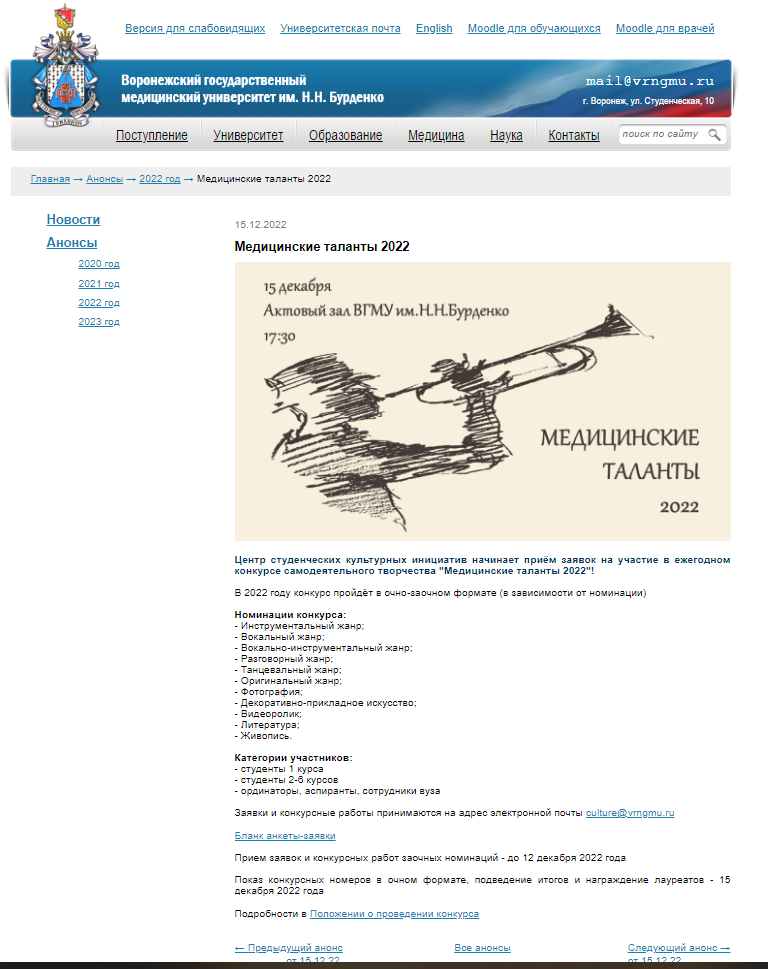 Версия для слабовидящих Университетская почта English Moodle для обучающихся Moodle для врачей
Воронежский государственный
медицинский университет им. Н.Н. Бурденко
mail@vrngmu.ru
г. Воронеж, ул. Студенческая, 10
Поступление Университет Образование Медицина Наука Контакты поиск по сайту
Главная → Анонсы → 2022 год → Медицинские таланты 2022
Новости
Анонсы
2020 год
2021 год
2022 год
2023 год
15.12.2022
Медицинские таланты 2022
15 декабря
Актовый зал ВГМУ им.Н.Н.Бурденко
17:30
МЕДИЦИНСКИЕ
ТАЛАНТЫ
2022
Центр студенческих культурных инициатив начинает приём заявок на участие в ежегодном
конкурсе самодеятельного творчества "Медицинские таланты 2022"!
В 2022 году конкурс пройдёт в очно-заочном формате (в зависимости от номинации)
Номинации конкурса:
- Инструментальный жанр;
- Вокальный жанр;
- Вокально-инструментальный жанр;
- Разговорный жанр;
- Танцевальный жанр;
- Оригинальный жанр;
- Фотография;
- Декоративно-прикладное искусство;
- Видеоролик;
- Литература;
- Живопись.
Категории участников:
- студенты 1 курса
- студенты 2-6 курсов
- ординаторы, аспиранты, сотрудники вуза
Заявки и конкурсные работы принимаются на адрес электронной почты culture@vrngmu.ru
Бланк анкеты-заявки
Прием заявок и конкурсных работ заочных номинаций - до 12 декабря 2022 года
Показ конкурсных номеров в очном формате, подведение итогов и награждение лауреатов - 15
декабря 2022 года
Подробности в Положении о проведении конкурса
← Предыдущий анонс Все анонсы Следующий анонс →
от 15.12.22 от 15.12.22